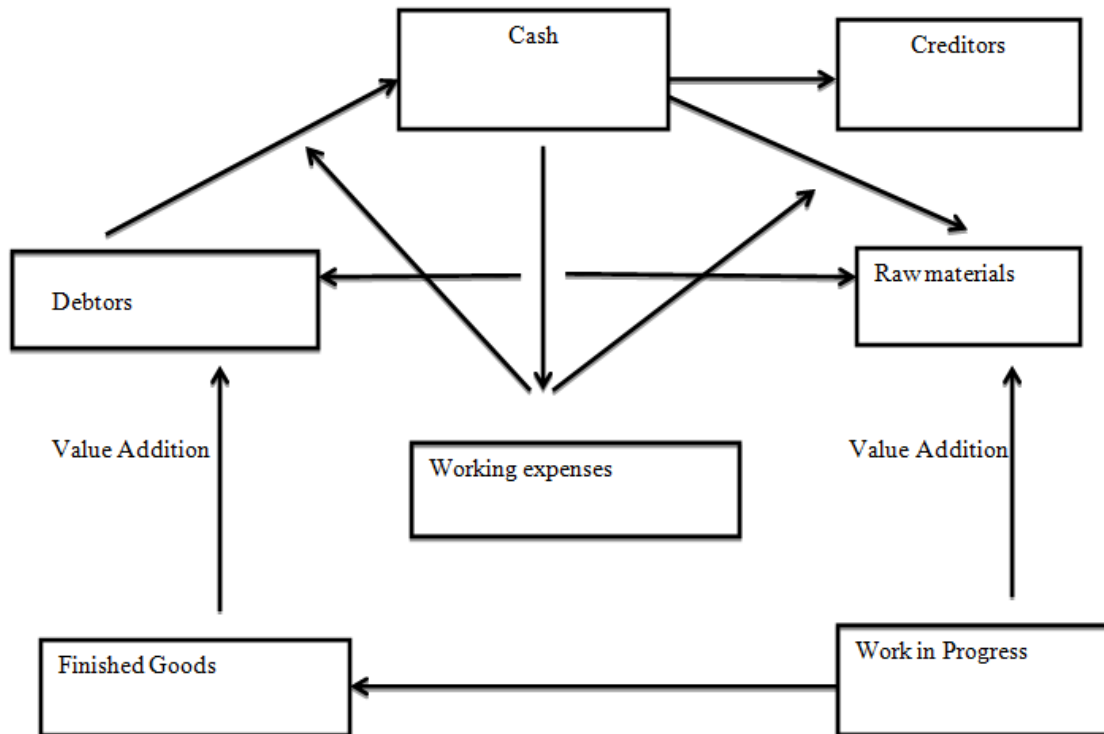 Cash
Creditors
Debtors
Raw materials
Value Addition
Value Addition
Working expenses
Finished Goods
Work in Progress